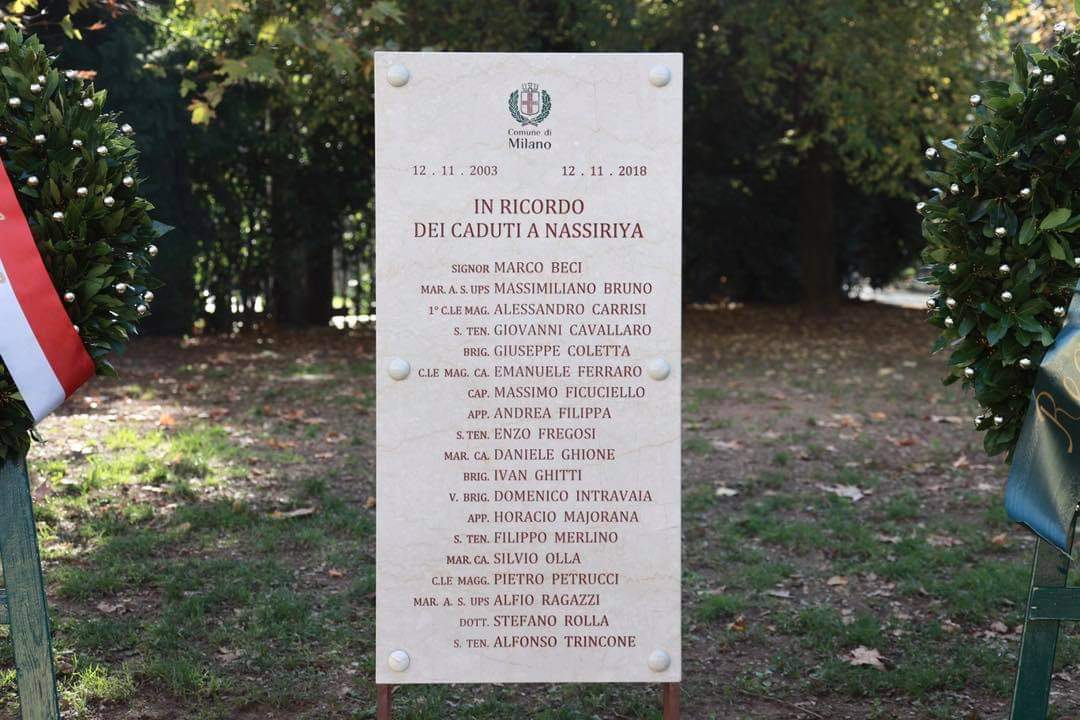 Comune di
Milano
12 . 11 . 2003 12 . 11 . 2018
IN RICORDO
DEI CADUTI A NASSIRIYA
SIGNOR MARCO BECI
MAR. A. S. UPS MASSIMILIANO BRUNO
1° C.LE MAG. ALESSANDRO CARRISI
S. TEN. GIOVANNI CAVALLARO
BRIG. GIUSEPPE COLETTA
C.LE MAG. CA. EMANUELE FERRARO
CAP. MASSIMO FICUCIELLO
APP. ANDREA FILIPPA
S. TEN. ENZO FREGOSI
MAR. CA. DANIELE GHIONE
BRIG. IVAN GHITTI
V. BRIG. DOMENICO INTRAVAIA
APP. HORACIO MAJORANA
S. TEN. FILIPPO MERLINO
MAR. CA. SILVIO OLLA
C.LE MAGG. PIETRO PETRUCCI
MAR. A. S. UPS ALFIO RAGAZZI
DOTT. STEFANO ROLLA
S. TEN. ALFONSO TRINCONE